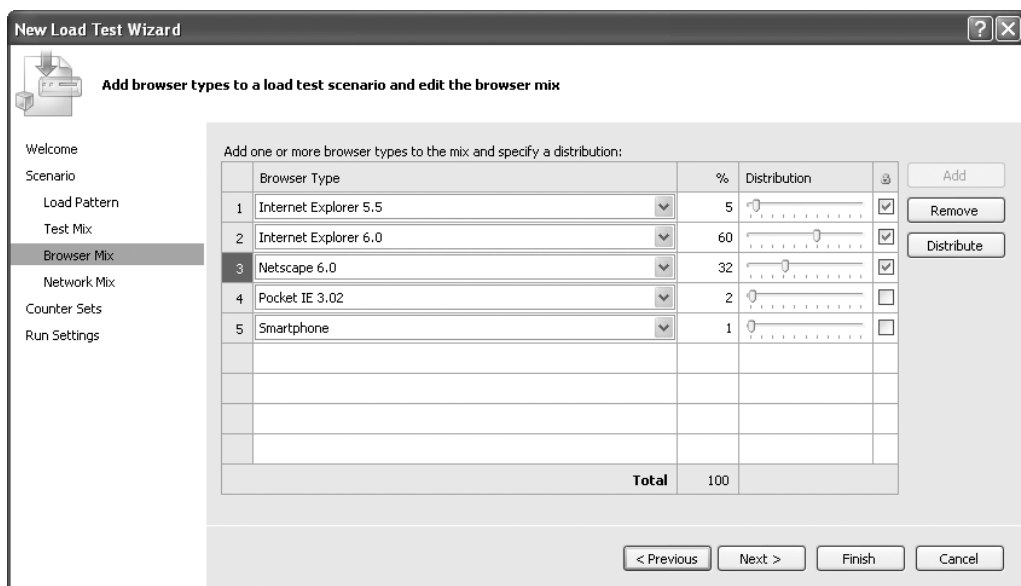 New Load Test Wizard
Add browser types to a load test scenario and edit the browser mix
Welcome
Scenario
Load Pattern
Test Mix
Browser Mix
Network Mix
Counter Sets
Run Settings
Add one or more browser types to the mix and specify a distribution:
Browser Type % Distribution
1 Internet Explorer 5.5 5
2 Internet Explorer 6.0 60
3 Netscape 6.0 32
4 Pocket IE 3.02 2
5 Smartphone 1
Total 100
Add
Remove
Distribute
< Previous Next > Finish Cancel